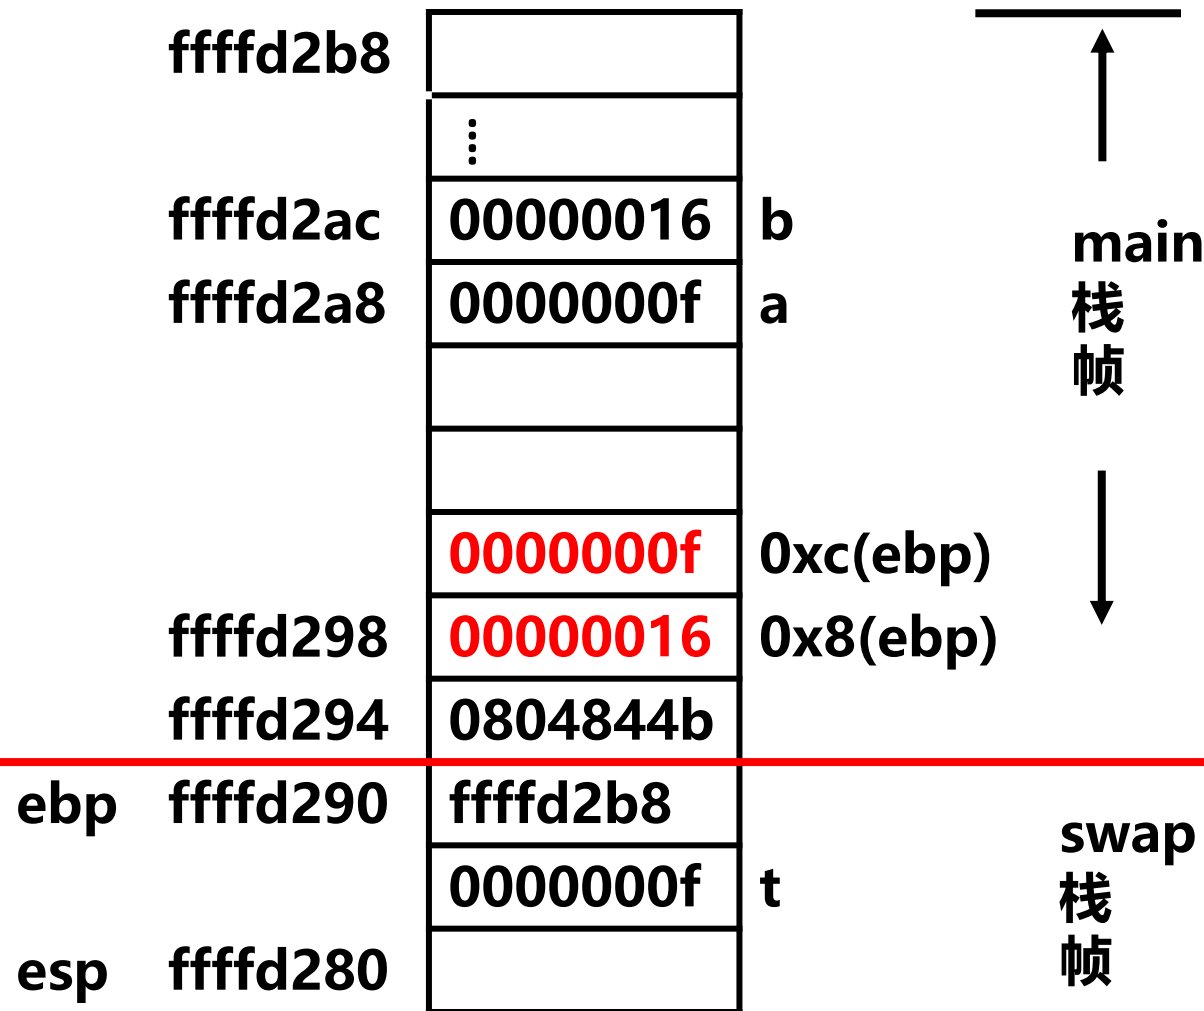 ffffd2b8
⋮
ffffd2ac 00000016 b
ffffd2a8 0000000f a
main
栈
帧
0000000f 0xc(ebp)
ffffd298 00000016 0x8(ebp)
ffffd294 0804844b
ebp ffffd290 ffffd2b8
0000000f t
esp ffffd280
swap
栈
帧